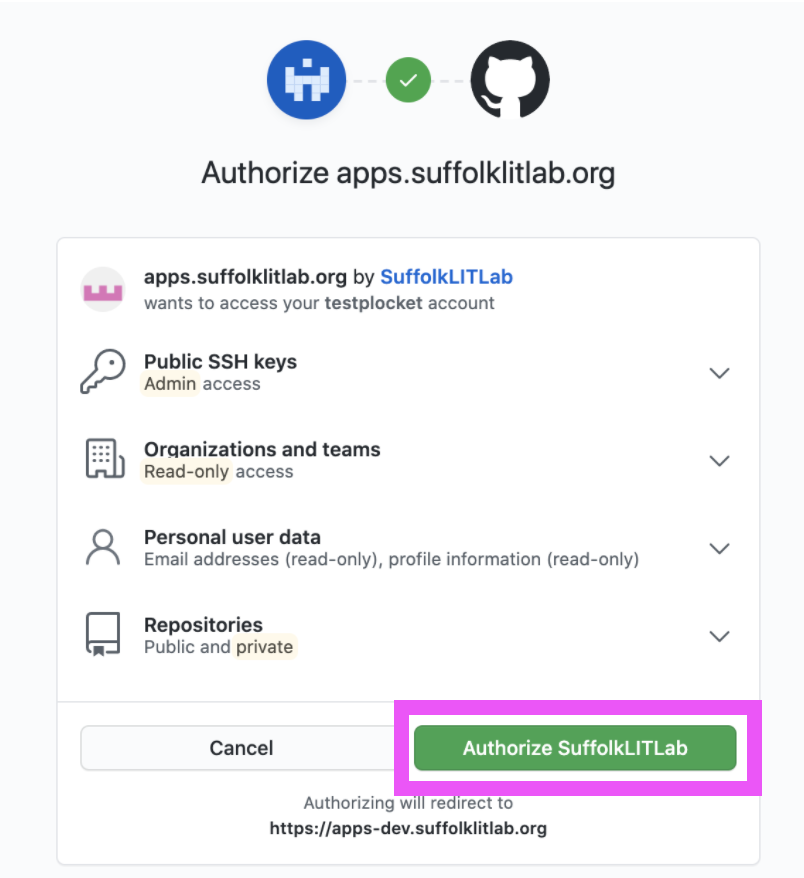 Authorize apps.suffolklitlab.org
apps.suffolklitlab.org by SuffolkLITLab
wants to access your testplocket account
Public SSH keys
Admin access
Organizations and teams
Read-only access
Personal user data
Email addresses (read-only), profile information (read-only)
Repositories
Public and private
Cancel
Authorize SuffolkLITLab
Authorizing will redirect to
https://apps-dev.suffolklitlab.org